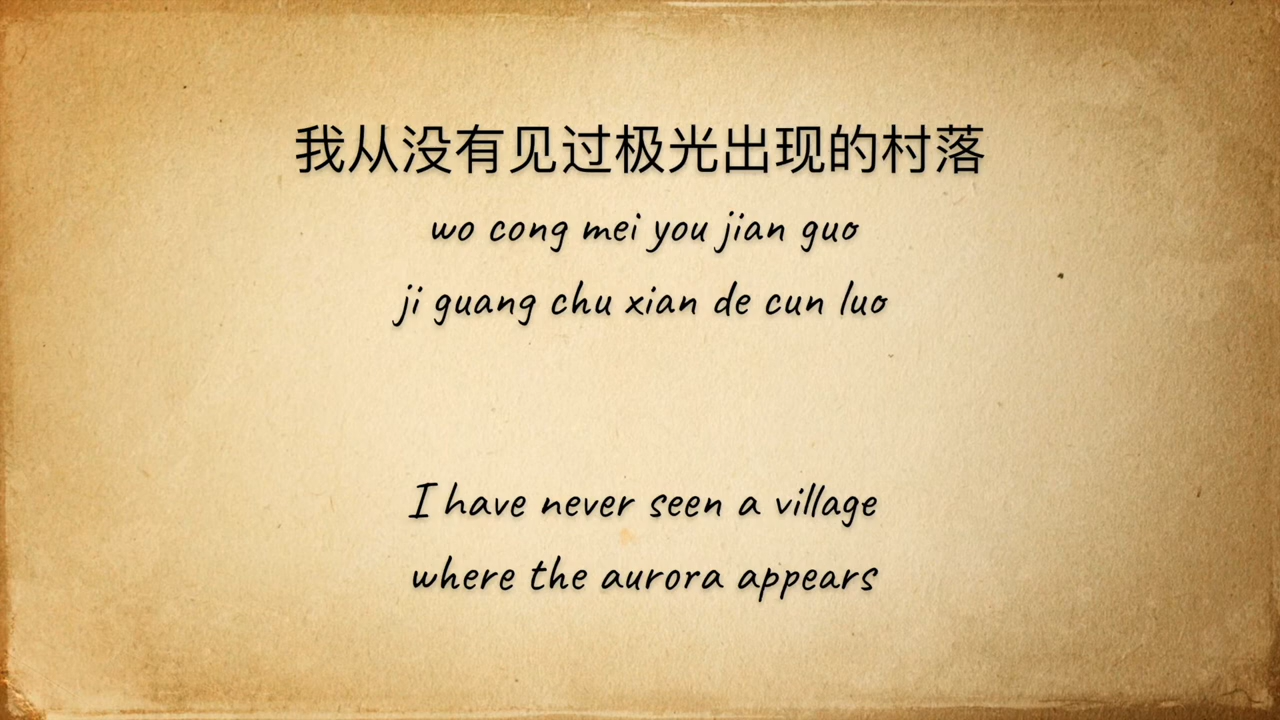 我从没有见过极光出现的村落
wo cong mei you jian guo
ji guang chu xian de cun luo
I have never seen a village
where the aurora appears